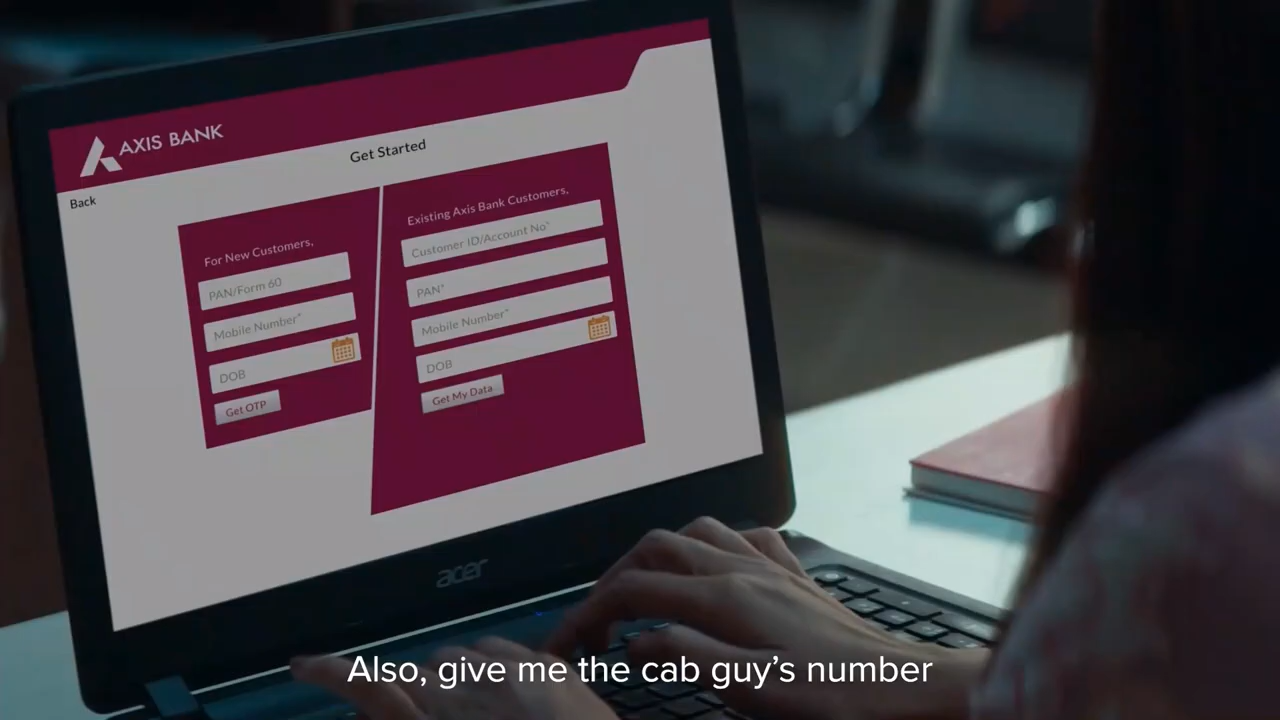 AXIS BANK
Get Started
Back
For New Customers,
PAN/Form 60
Mobile Number*
DOB
Get OTP
Existing Axis Bank Customers,
Customer ID/Account No*
PAN*
Mobile Number*
DOB
Get My Data
acer
Also, give me the cab guy's number